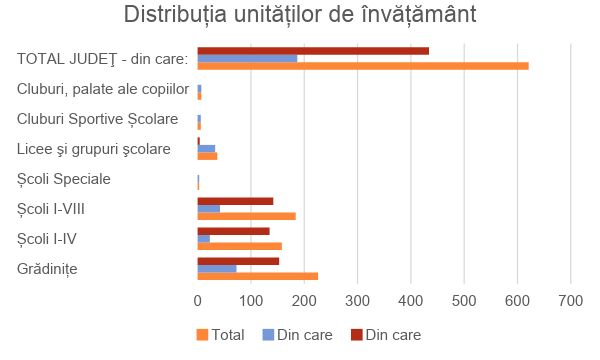 Distribuția unităților de învățământ
TOTAL JUDEŢ - din care:
Cluburi, palate ale copiilor
Cluburi Sportive Școlare
Licee şi grupuri şcolare
Școli Speciale
Școli I-VIII
Școli I-IV
Grădinițe
0 100 200 300 400 500 600 700
Total Din care Din care